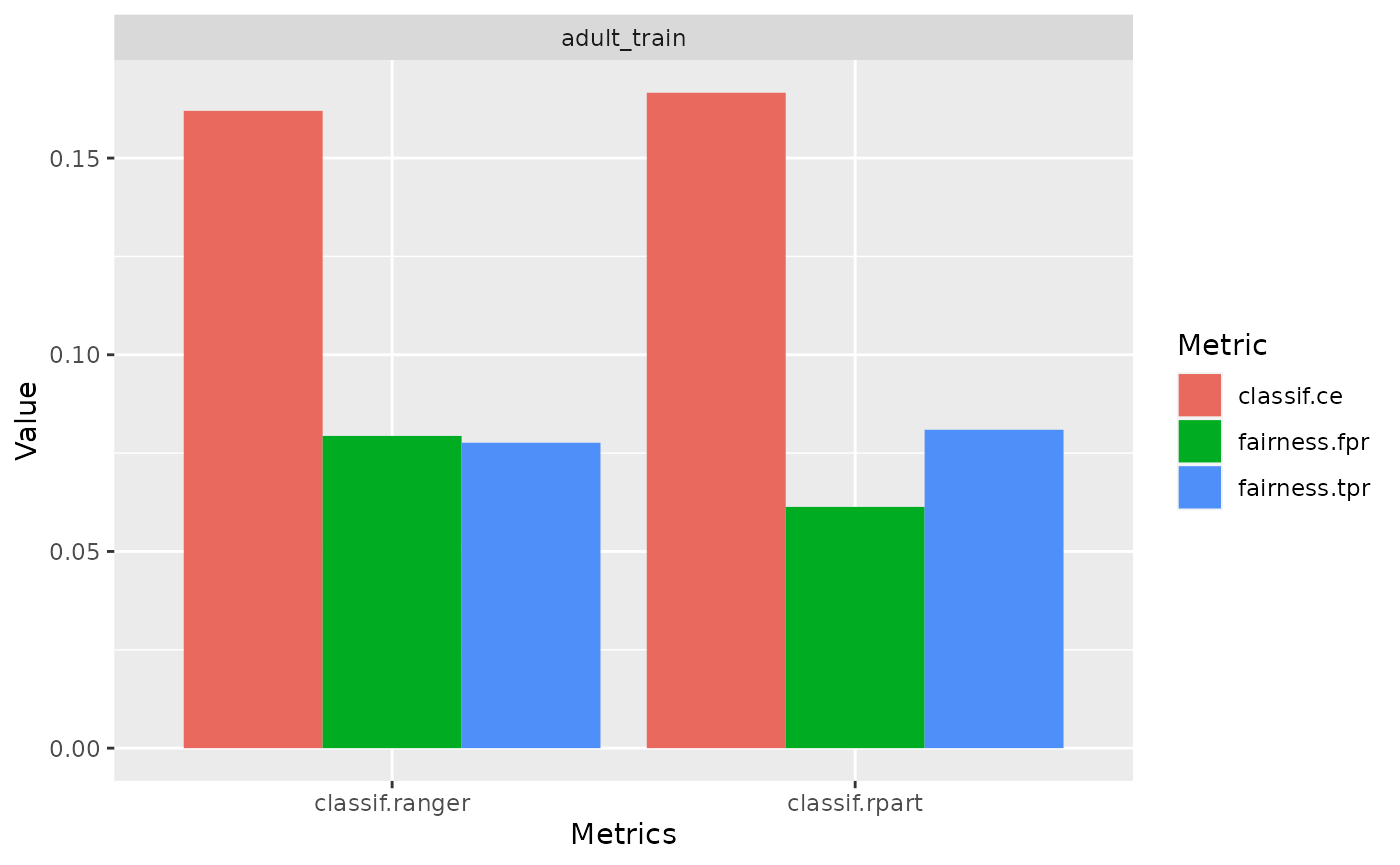 adult_train
Value
0.15
0.10
0.05
0.00
classif.ranger
classif.rpart
Metrics
Metric
classif.ce
fairness.fpr
fairness.tpr